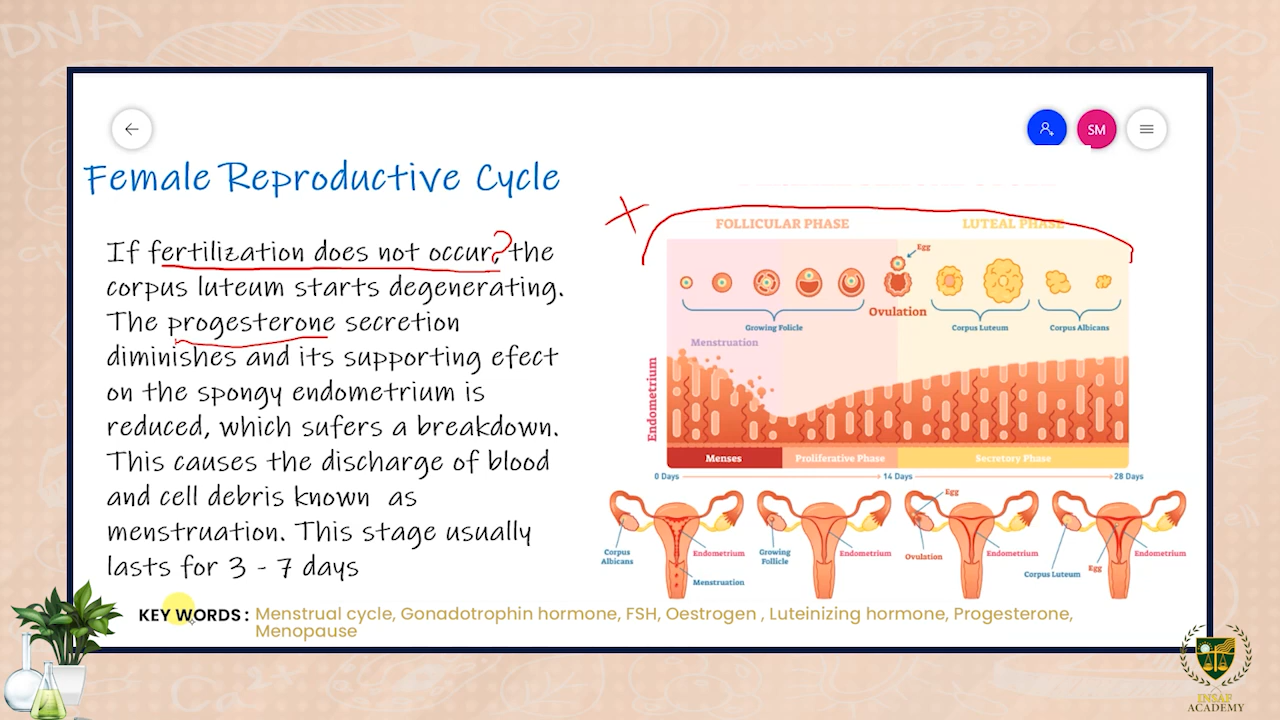 DNA
SM
Female Reproductive Cycle
If fertilization does not occur, ? the
corpus luteum starts degenerating.
The progesterone secretion
diminishes and its supporting efect
on the spongy endometrium is
reduced, which sufers a breakdown.
This causes the discharge of blood
and cell debris known as
menstruation. This stage usually
lasts for 3 - 7 days
FOLLICULAR PHASE
LUTEAL PHASE
Egg
Ovulation
Growing Follicle
Corpus Luteum
Corpus Albicans
Menstruation
Endometrium
Menses
Proliferative Phase
Secretory Phase
0 Days
14 Days
28 Days
Corpus
Albicans
Endometrium
Menstruation
Growing
Follicle
Endometrium
Egg
Ovulation
Endometrium
Corpus Luteum
Egg
Endometrium
KEY WORDS : Menstrual cycle, Gonadotrophin hormone, FSH, Oestrogen , Luteinizing hormone, Progesterone,
Menopause
INSAF
ACADEMY